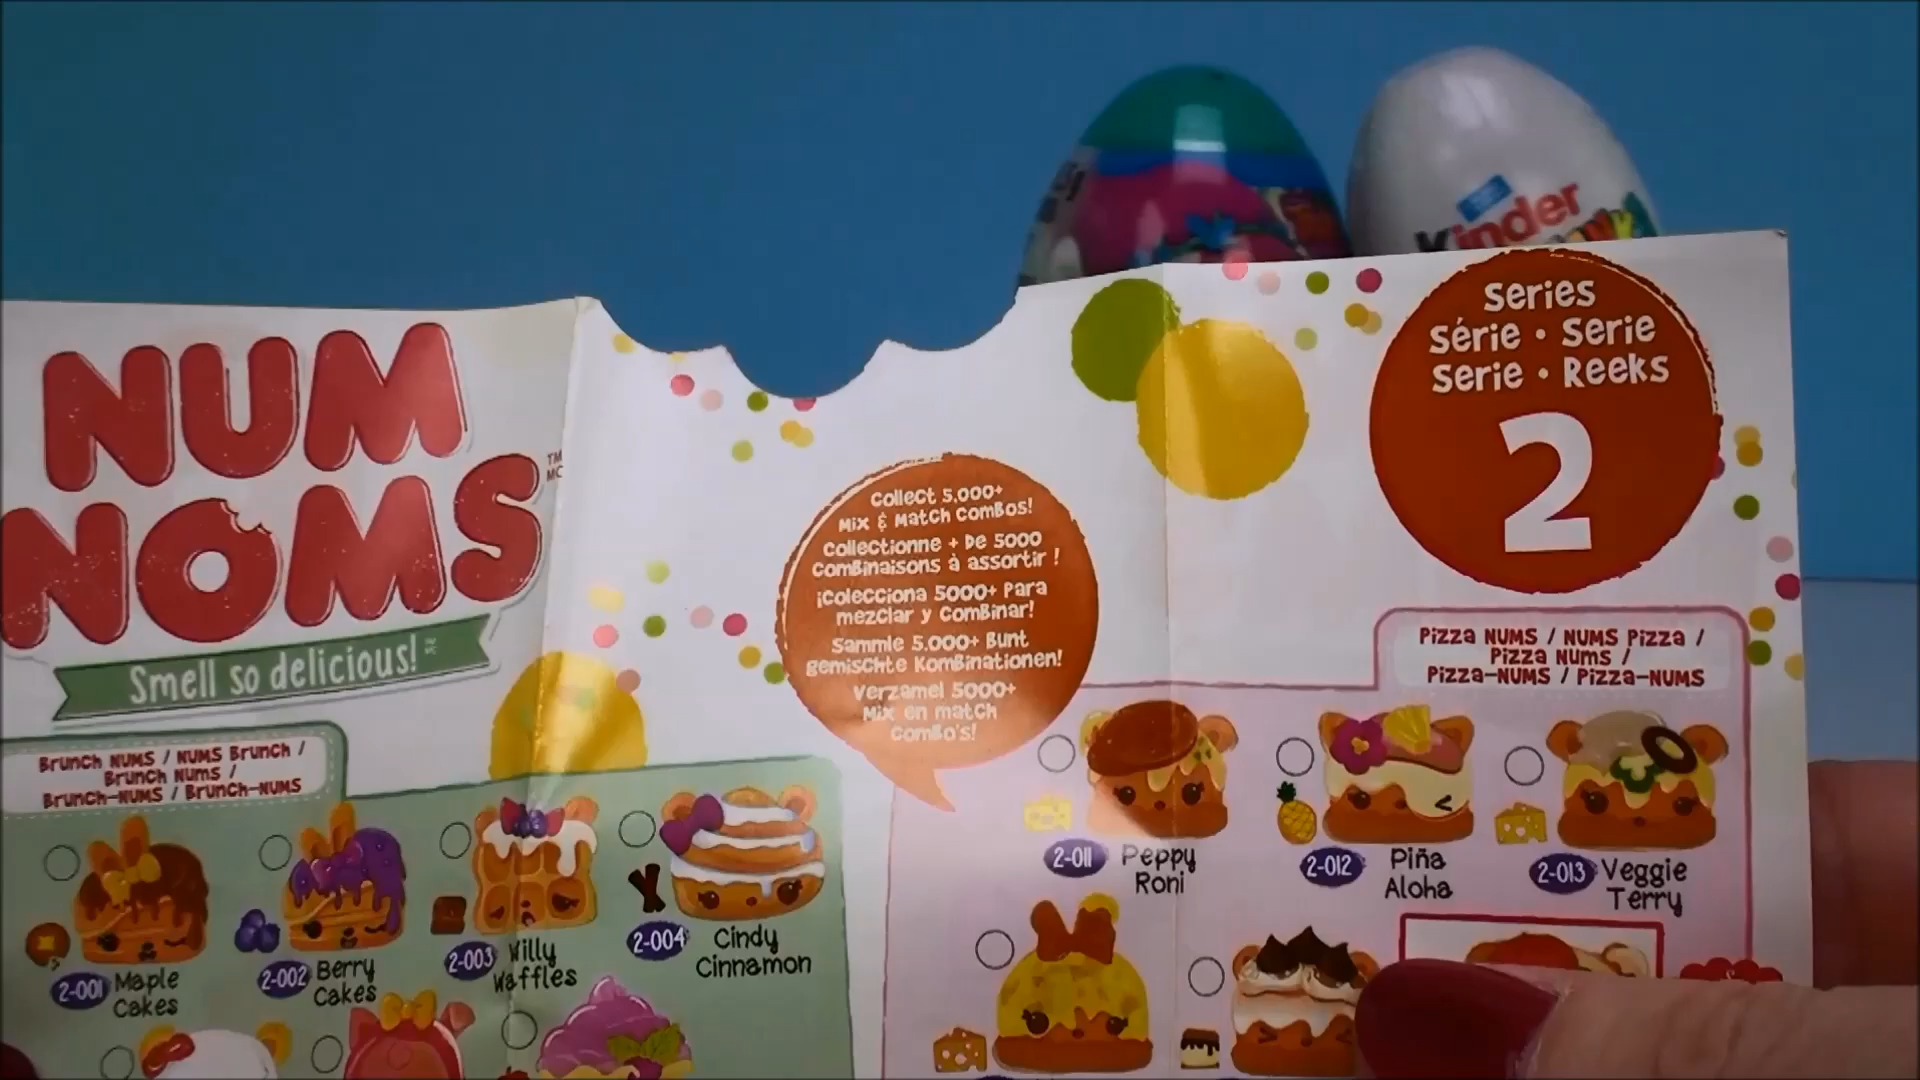 kinder
NUM
NOMS
TM
MC
Smell so delicious!
Series
Série • Serie
Serie • Reeks
2
Collect 5,000+
Mix & Match Combos!
Collectionne + De 5000
Combinaisons à assortir !
¡Colecciona 5000+ Para
mezclar y Combinar!
Sammle 5.000+ Bunt
gemischte Kombinationen!
Verzamel 5000+
Mix en match
Combo's!
Pizza NUMS / NUMS Pizza /
Pizza Nums /
Pizza-NUMS / Pizza-NUMS
2-011 Peppy
Roni
2-012 Piña
Aloha
2-013 Veggie
Terry
Brunch NUMS / NUMS Brunch /
Brunch Nums /
Brunch-NUMS / Brunch-NUMS
2-001 Maple
Cakes
2-002 Berry
Cakes
2-003 Willy
Waffles
2-004 Cindy
Cinnamon